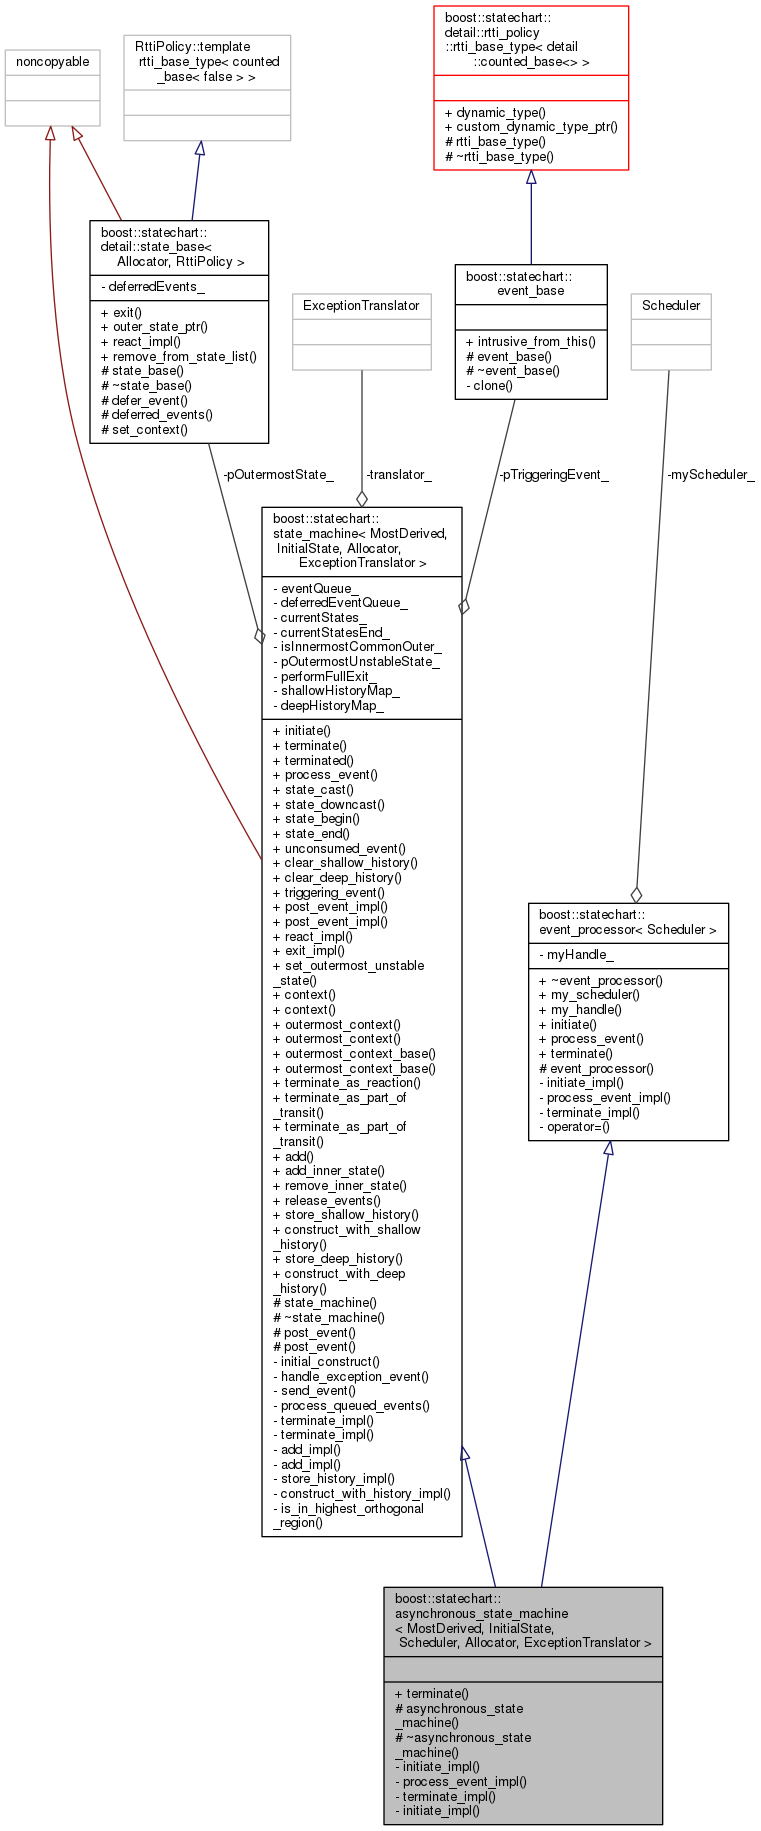 boost::statechart::
detail::rtti_policy
::rtti_base_type< detail
::counted_base<> >
+ dynamic_type()
+ custom_dynamic_type_ptr()
# rtti_base_type()
# ~rtti_base_type()
RttiPolicy::template
rtti_base_type< counted
_base< false > >
noncopyable
boost::statechart::
detail::state_base<
Allocator, RttiPolicy >
- deferredEvents_
+ exit()
+ outer_state_ptr()
+ react_impl()
+ remove_from_state_list()
# state_base()
# ~state_base()
# defer_event()
# deferred_events()
# set_context()
ExceptionTranslator
boost::statechart::
event_base
+ intrusive_from_this()
# event_base()
# ~event_base()
- clone()
Scheduler
-pOutermostState_
-translator_
-pTriggeringEvent_
-myScheduler_
boost::statechart::
state_machine< MostDerived,
InitialState, Allocator,
ExceptionTranslator >
- eventQueue_
- deferredEventQueue_
- currentStates_
- currentStatesEnd_
- isInnermostCommonOuter_
- pOutermostUnstableState_
- performFullExit_
- shallowHistoryMap_
- deepHistoryMap_
+ initiate()
+ terminate()
+ terminated()
+ process_event()
+ state_cast()
+ state_downcast()
+ state_begin()
+ state_end()
+ unconsumed_event()
+ clear_shallow_history()
+ clear_deep_history()
+ triggering_event()
+ post_event_impl()
+ post_event_impl()
+ react_impl()
+ exit_impl()
+ set_outermost_unstable
_state()
+ context()
+ context()
+ outermost_context()
+ outermost_context()
+ outermost_context_base()
+ outermost_context_base()
+ terminate_as_reaction()
+ terminate_as_part_of
_transit()
+ terminate_as_part_of
_transit()
+ add()
+ add_inner_state()
+ remove_inner_state()
+ release_events()
+ store_shallow_history()
+ construct_with_shallow
_history()
+ store_deep_history()
+ construct_with_deep
_history()
# state_machine()
# ~state_machine()
# post_event()
# post_event()
- initial_construct()
- handle_exception_event()
- send_event()
- process_queued_events()
- terminate_impl()
- terminate_impl()
- add_impl()
- add_impl()
- store_history_impl()
- construct_with_history_impl()
- is_in_highest_orthogonal
_region()
boost::statechart::
event_processor< Scheduler >
- myHandle_
+ ~event_processor()
+ my_scheduler()
+ my_handle()
+ initiate()
+ process_event()
+ terminate()
# event_processor()
- initiate_impl()
- process_event_impl()
- terminate_impl()
- operator=()
boost::statechart::
asynchronous_state_machine
< MostDerived, InitialState,
Scheduler, Allocator, ExceptionTranslator >
+ terminate()
# asynchronous_state
_machine()
# ~asynchronous_state
_machine()
- initiate_impl()
- process_event_impl()
- terminate_impl()
- initiate_impl()